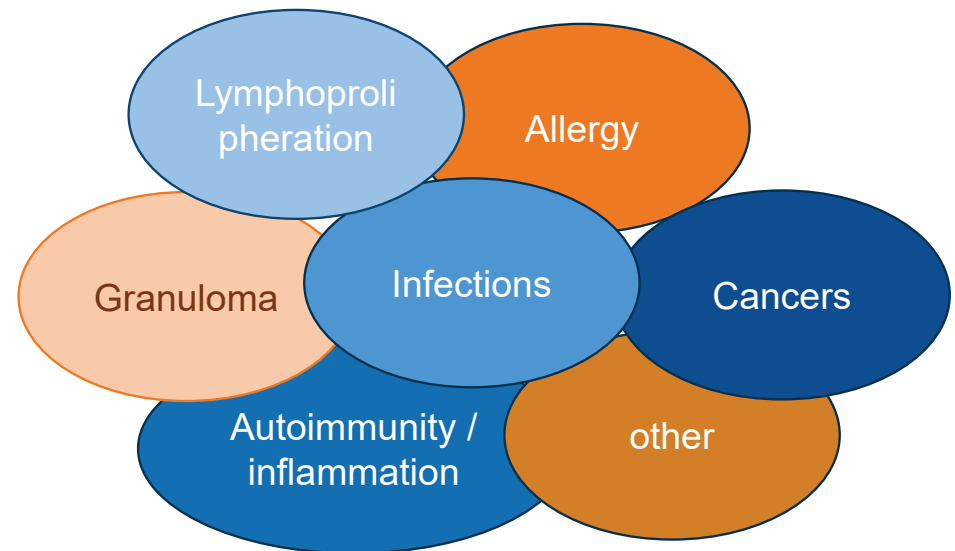 Lymphoproli
pheration
Allergy
Granuloma
Infections
Cancers
Autoimmunity /
inflammation
other